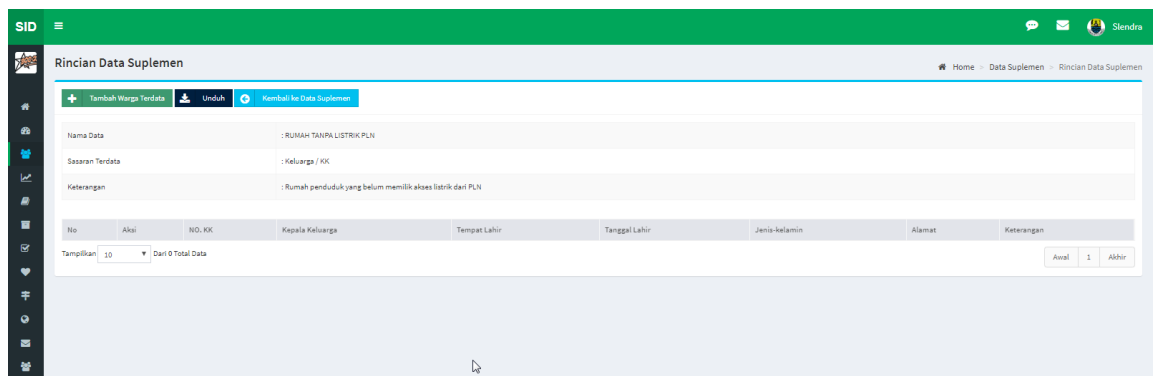 SID
Slendra
Rincian Data Suplemen
Home > Data Suplemen > Rincian Data Suplemen
Tambah Warga Terdata Unduh Kembali ke Data Suplemen
Nama Data : RUMAH TANPA LISTRIK PLN
Sasaran Terdata : Keluarga / KK
Keterangan : Rumah penduduk yang belum memilik akses listrik dari PLN
No Aksi NO. KK Kepala Keluarga Tempat Lahir Tanggal Lahir Jenis-kelamin Alamat Keterangan
Tampilkan 10 Dari 0 Total Data
Awal 1 Akhir